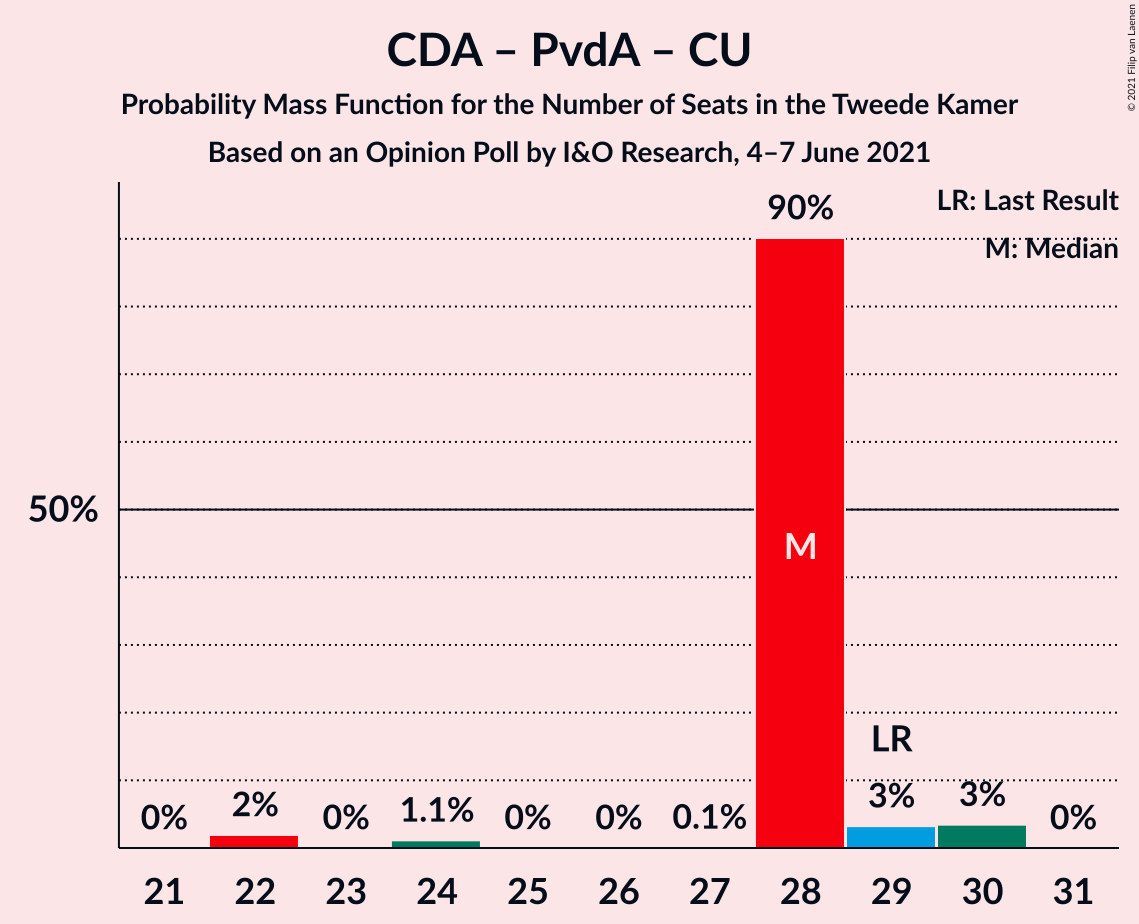 CDA – PvdA – CU
Probability Mass Function for the Number of Seats in the Tweede Kamer
Based on an Opinion Poll by I&O Research, 4–7 June 2021
© 2021 Filip van Laenen
LR: Last Result
M: Median
90%
50%
M
LR
0% 2% 0% 1.1% 0% 0% 0.1% 3% 3% 0%
21 22 23 24 25 26 27 28 29 30 31